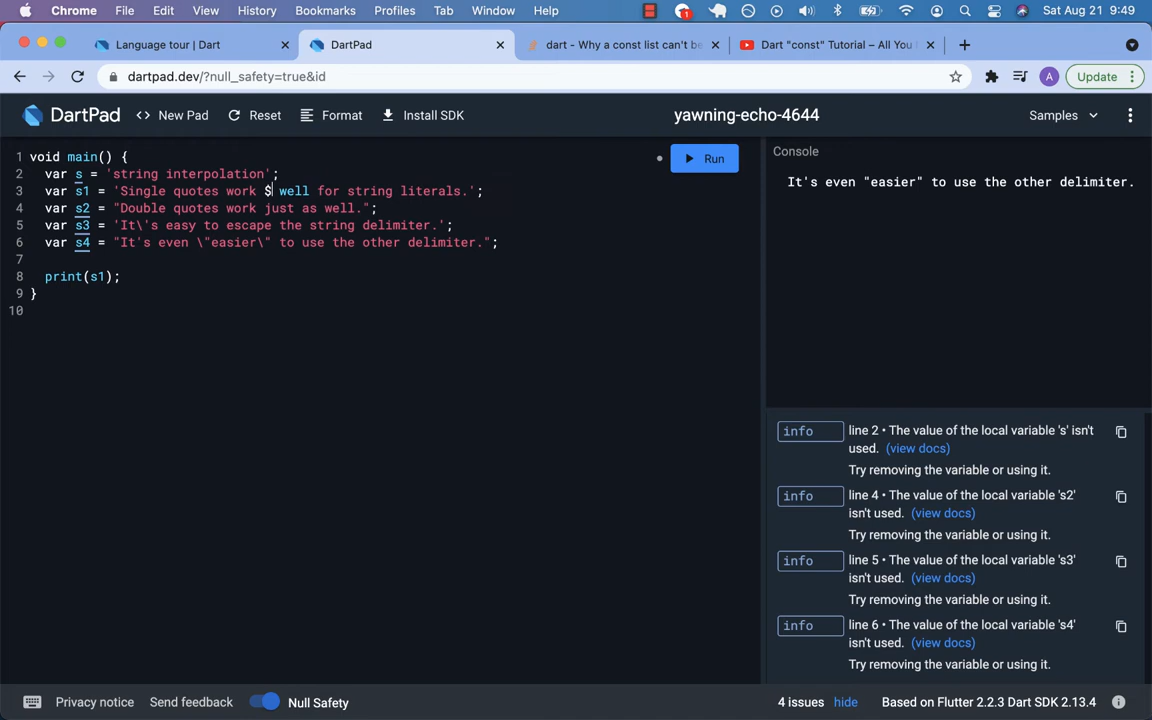 Chrome File Edit View History Bookmarks Profiles Tab Window Help 1 Sat Aug 21 9:49
Language tour | Dart DartPad dart - Why a const list can't be Dart "const" Tutorial – All You
dartpad.dev/?null_safety=true&id A Update
DartPad <> New Pad Reset Format Install SDK yawning-echo-4644 Samples
1 void main() {
2 var s = 'string interpolation';
3 var s1 = 'Single quotes work $ well for string literals.';
4 var s2 = "Double quotes work just as well.";
5 var s3 = 'It\'s easy to escape the string delimiter.';
6 var s4 = "It's even \"easier\" to use the other delimiter.";
7
8 print(s1);
9 }
10
Run
Console
It's even "easier" to use the other delimiter.
info line 2 • The value of the local variable 's' isn't
used. (view docs)
Try removing the variable or using it.
info line 4 • The value of the local variable 's2'
isn't used. (view docs)
Try removing the variable or using it.
info line 5 • The value of the local variable 's3'
isn't used. (view docs)
Try removing the variable or using it.
info line 6 • The value of the local variable 's4'
isn't used. (view docs)
Try removing the variable or using it.
Privacy notice Send feedback Null Safety 4 issues hide Based on Flutter 2.2.3 Dart SDK 2.13.4